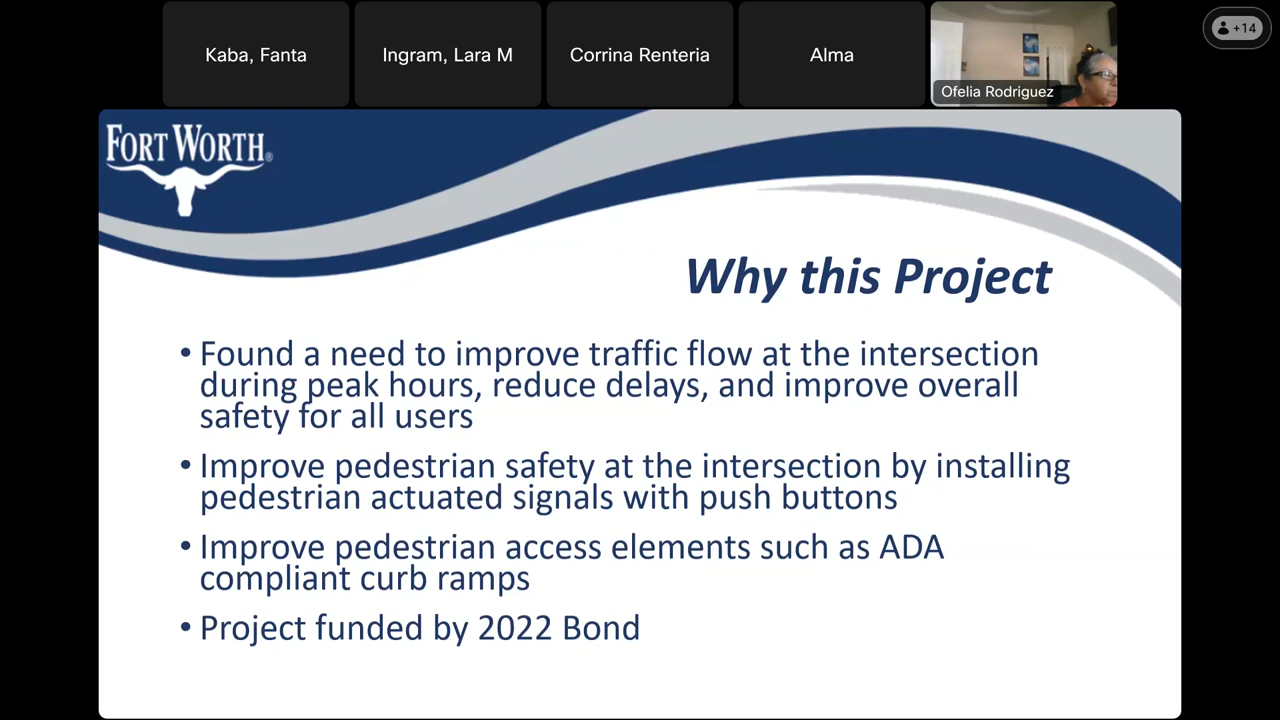 Kaba, Fanta
Ingram, Lara M
Corrina Renteria
Alma
Ofelia Rodriguez
+14
FORT WORTH®
Why this Project
• Found a need to improve traffic flow at the intersection
during peak hours, reduce delays, and improve overall
safety for all users
• Improve pedestrian safety at the intersection by installing
pedestrian actuated signals with push buttons
• Improve pedestrian access elements such as ADA
compliant curb ramps
• Project funded by 2022 Bond